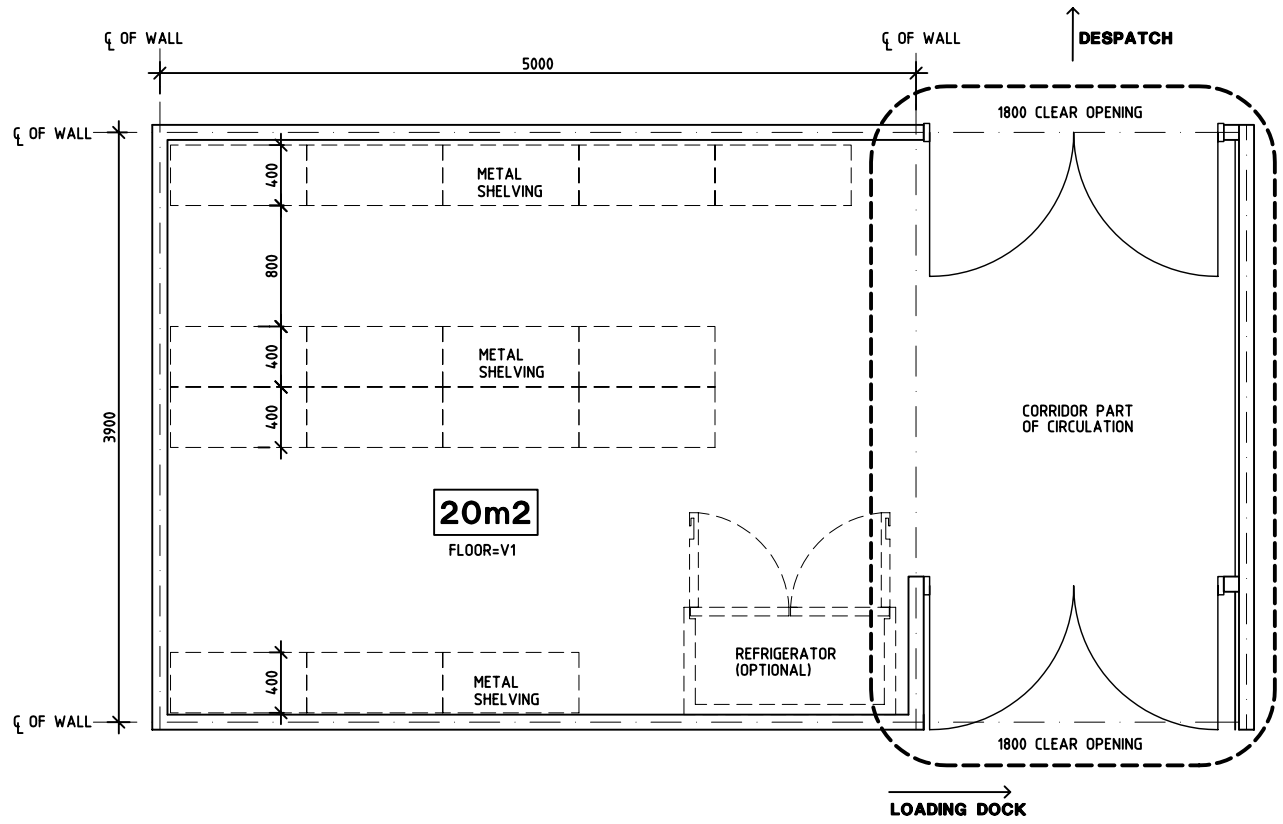 ℄ OF WALL
℄ OF WALL
DESPATCH
5000
1800 CLEAR OPENING
℄ OF WALL
400
METAL
SHELVING
800
400
METAL
SHELVING
400
3900
CORRIDOR PART
OF CIRCULATION
20m2
FLOOR=V1
REFRIGERATOR
(OPTIONAL)
400
METAL
SHELVING
℄ OF WALL
1800 CLEAR OPENING
LOADING DOCK